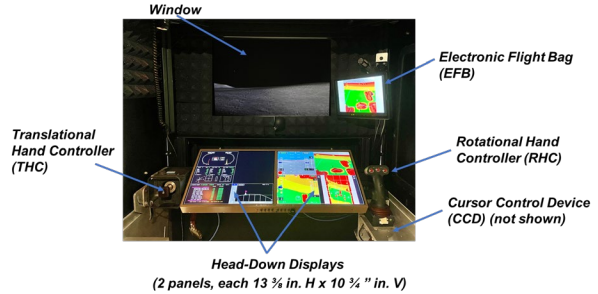 Window
Electronic Flight Bag
(EFB)
Translational
Hand Controller
(THC)
Rotational Hand
Controller (RHC)
Cursor Control Device
(CCD) (not shown)
Head-Down Displays
(2 panels, each 13 ⅜ in. H x 10 ¾ ” in. V)